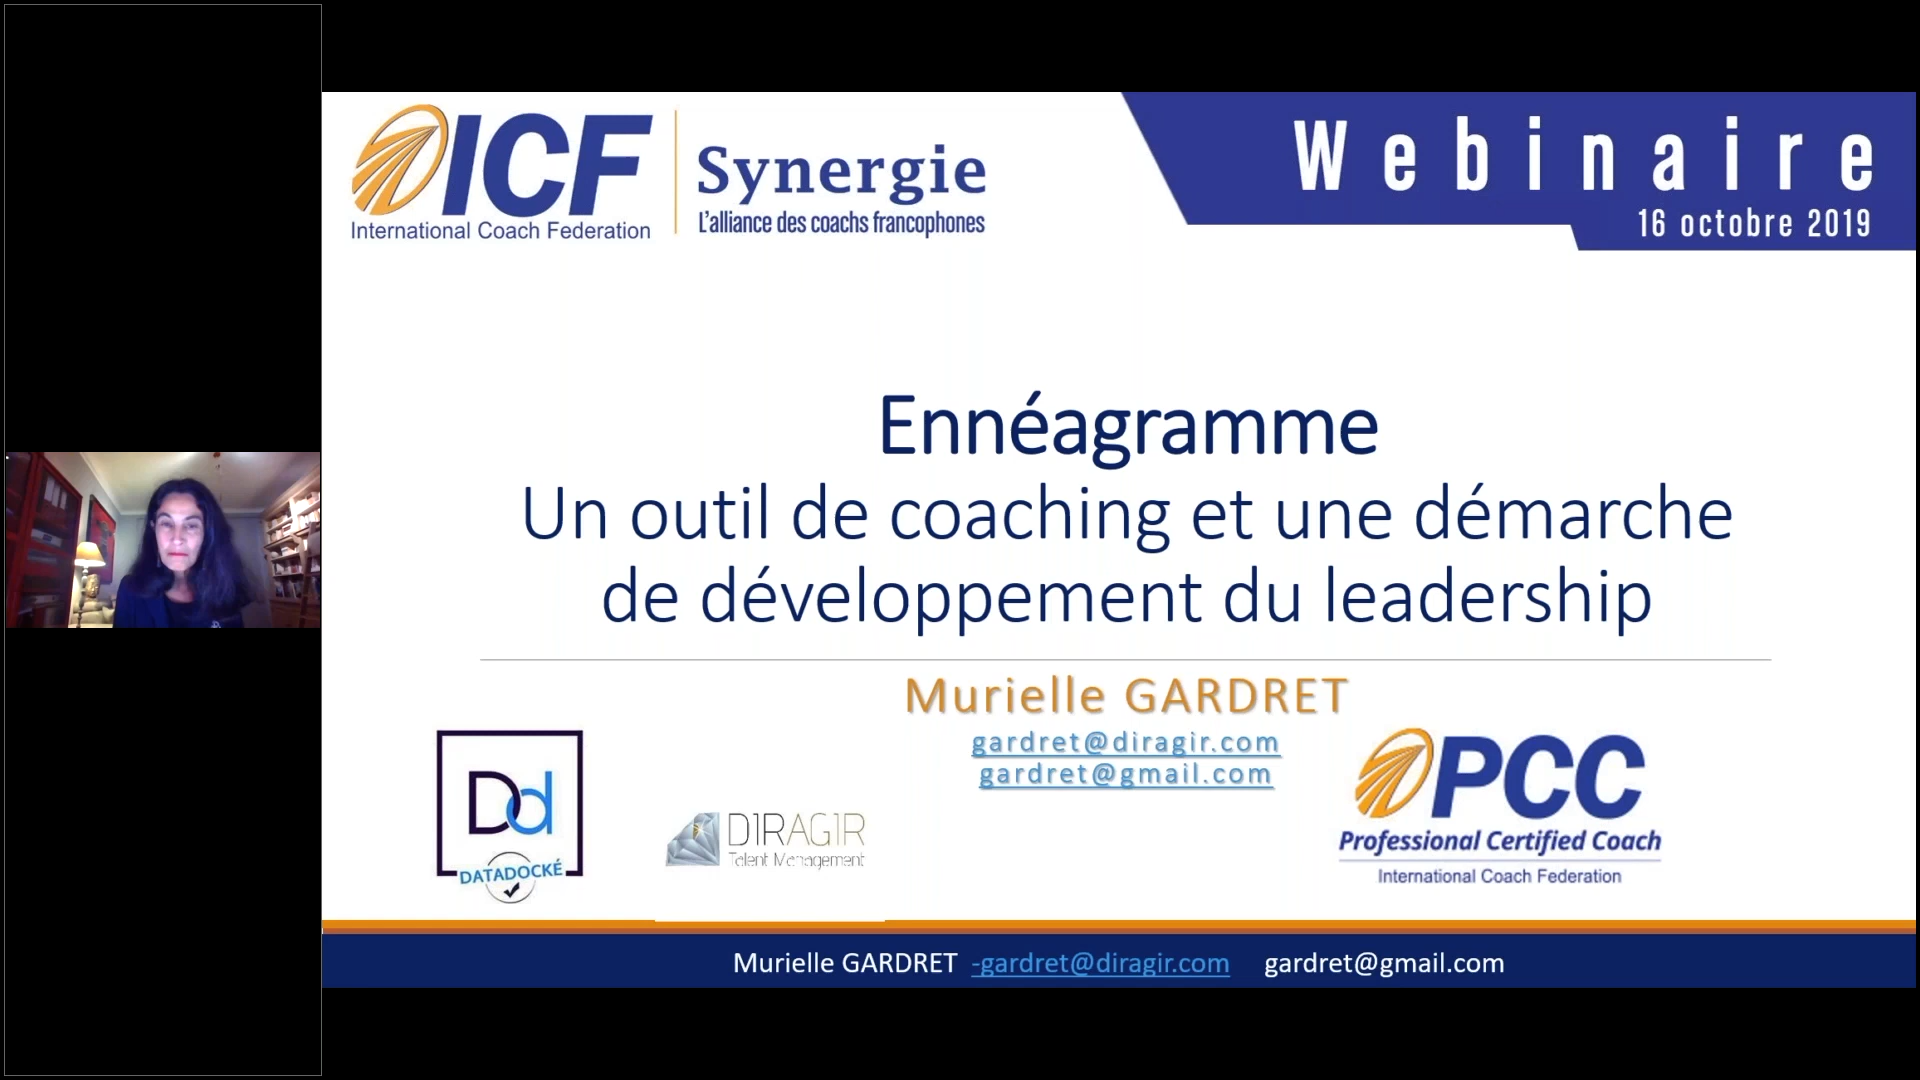 ICF
International Coach Federation
Synergie
L'alliance des coachs francophones
Webinaire
16 octobre 2019
Ennéagramme
Un outil de coaching et une démarche
de développement du leadership
Murielle GARDRET
gardret@diragir.com
gardret@gmail.com
Dd
DATADOCKÉ
DIRAGIR
Talent Management
PCC
Professional Certified Coach
International Coach Federation
Murielle GARDRET -gardret@diragir.com gardret@gmail.com